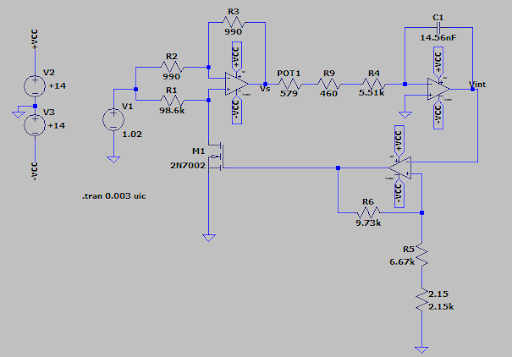 +VCC
V2
+14
V3
+14
-VCC
V1
1.02
R2
990
R1
98.6k
R3
990
+VCC
-VCC
Vs
POT1
579
R9
460
R4
5.51k
C1
14.56nF
+VCC
-VCC
Vint
M1
2N7002
+VCC
-VCC
R6
9.73k
R5
6.67k
2.15
2.15k
.tran 0.003 uic